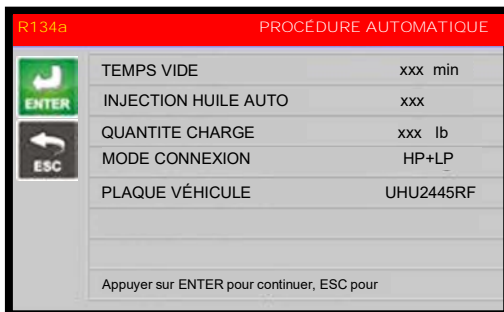 R134a PROCÉDURE AUTOMATIQUE
ENTER
ESC
TEMPS VIDE xxx min
INJECTION HUILE AUTO xxx
QUANTITE CHARGE xxx lb
MODE CONNEXION HP+LP
PLAQUE VÉHICULE UHU2445RF
Appuyer sur ENTER pour continuer, ESC pour